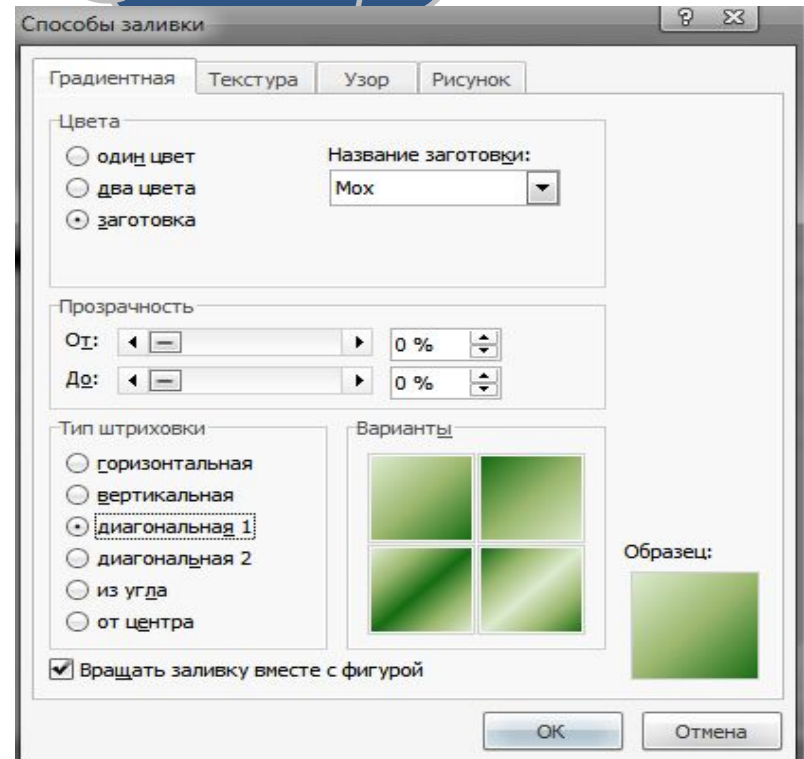 Способы заливки
Градиентная Текстура Узор Рисунок
Цвета
один цвет
два цвета
заготовка
Название заготовки:
Мох
Прозрачность
От: 0 %
До: 0 %
Тип штриховки
горизонтальная
вертикальная
диагональная 1
диагональная 2
из угла
от центра
Варианты
Образец:
Вращать заливку вместе с фигурой
ОК Отмена